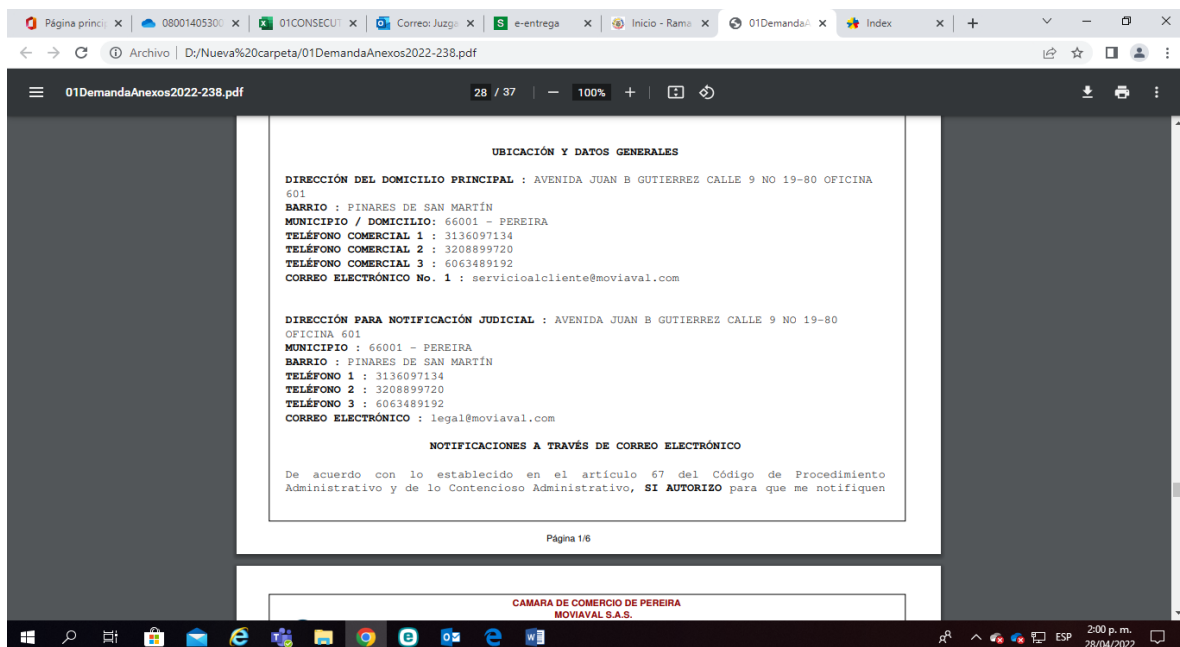 Página princip
08001405300
01CONSECUT
Correo: Juzga
e-entrega
Inicio - Rama
01DemandaA
Index
Archivo | D:/Nueva%20carpeta/01DemandaAnexos2022-238.pdf
01DemandaAnexos2022-238.pdf
28 / 37
100%
UBICACIÓN Y DATOS GENERALES
DIRECCIÓN DEL DOMICILIO PRINCIPAL : AVENIDA JUAN B GUTIERREZ CALLE 9 NO 19-80 OFICINA
601
BARRIO : PINARES DE SAN MARTÍN
MUNICIPIO / DOMICILIO: 66001 - PEREIRA
TELÉFONO COMERCIAL 1 : 3136097134
TELÉFONO COMERCIAL 2 : 3208899720
TELÉFONO COMERCIAL 3 : 6063489192
CORREO ELECTRÓNICO No. 1 : servicioalcliente@moviaval.com
DIRECCIÓN PARA NOTIFICACIÓN JUDICIAL : AVENIDA JUAN B GUTIERREZ CALLE 9 NO 19-80
OFICINA 601
MUNICIPIO : 66001 - PEREIRA
BARRIO : PINARES DE SAN MARTÍN
TELÉFONO 1 : 3136097134
TELÉFONO 2 : 3208899720
TELÉFONO 3 : 6063489192
CORREO ELECTRÓNICO : legal@moviaval.com
NOTIFICACIONES A TRAVÉS DE CORREO ELECTRÓNICO
De acuerdo con lo establecido en el artículo 67 del Código de Procedimiento
Administrativo y de lo Contencioso Administrativo, SI AUTORIZO para que me notifiquen
Página 1/6
CAMARA DE COMERCIO DE PEREIRA
MOVIAVAL S.A.S.
ESP
2:00 p. m.
28/04/2022